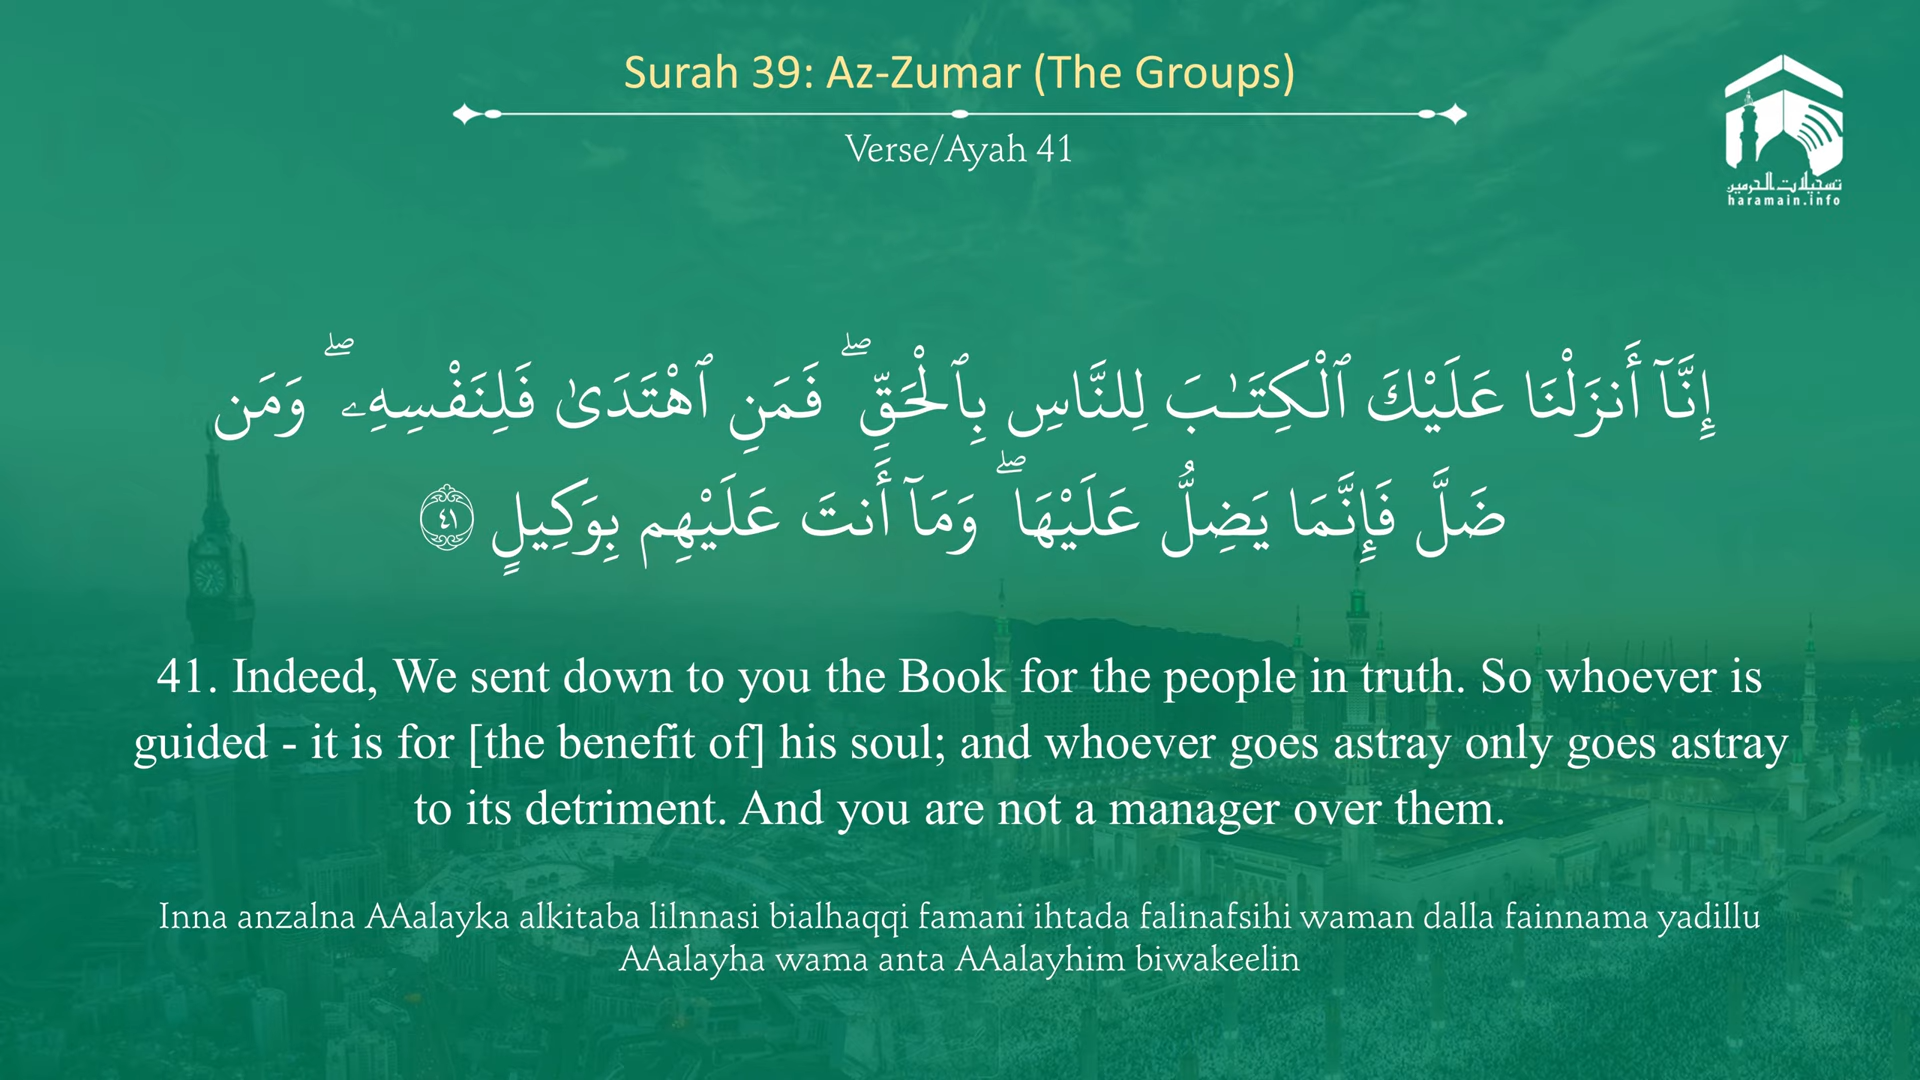 Surah 39: Az-Zumar (The Groups)
Verse/Ayah 41
تسجيلات الحرمين
haramain.info
إِنَّآ أَنزَلْنَا عَلَيْكَ ٱلْكِتَـٰبَ لِلنَّاسِ بِٱلْحَقِّ ۖ فَمَنِ ٱهْتَدَىٰ فَلِنَفْسِهِۦ ۖ وَمَن
ضَلَّ فَإِنَّمَا يَضِلُّ عَلَيْهَا ۖ وَمَآ أَنتَ عَلَيْهِم بِوَكِيلٍ ٤١
41. Indeed, We sent down to you the Book for the people in truth. So whoever is
guided - it is for [the benefit of] his soul; and whoever goes astray only goes astray
to its detriment. And you are not a manager over them.
Inna anzalna AAalayka alkitaba lilnnasi bialhaqqi famani ihtada falinafsihi waman dalla fainnama yadillu
AAalayha wama anta AAalayhim biwakeelin